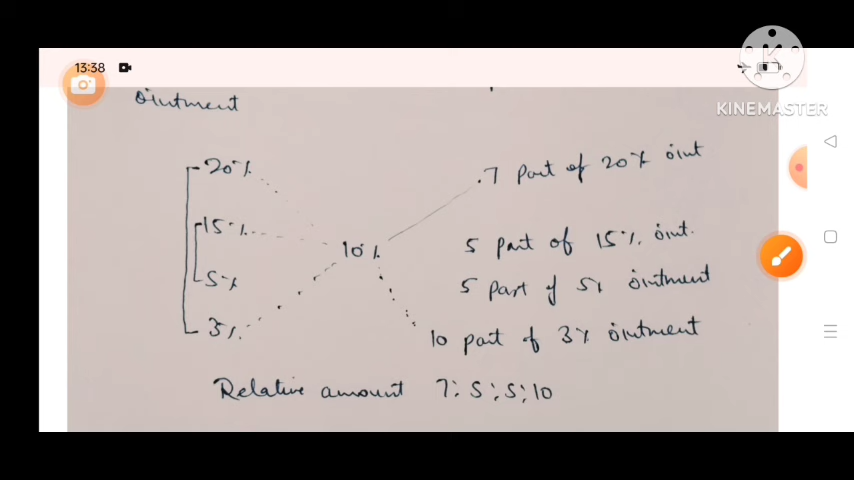 13:38
KINEMASTER
ointment
20%
.7 part of 20% oint
15%
10%
5 part of 15% oint.
5%
5 part of 5% ointment
3%
10 part of 3% ointment
Relative amount 7:5:5:10